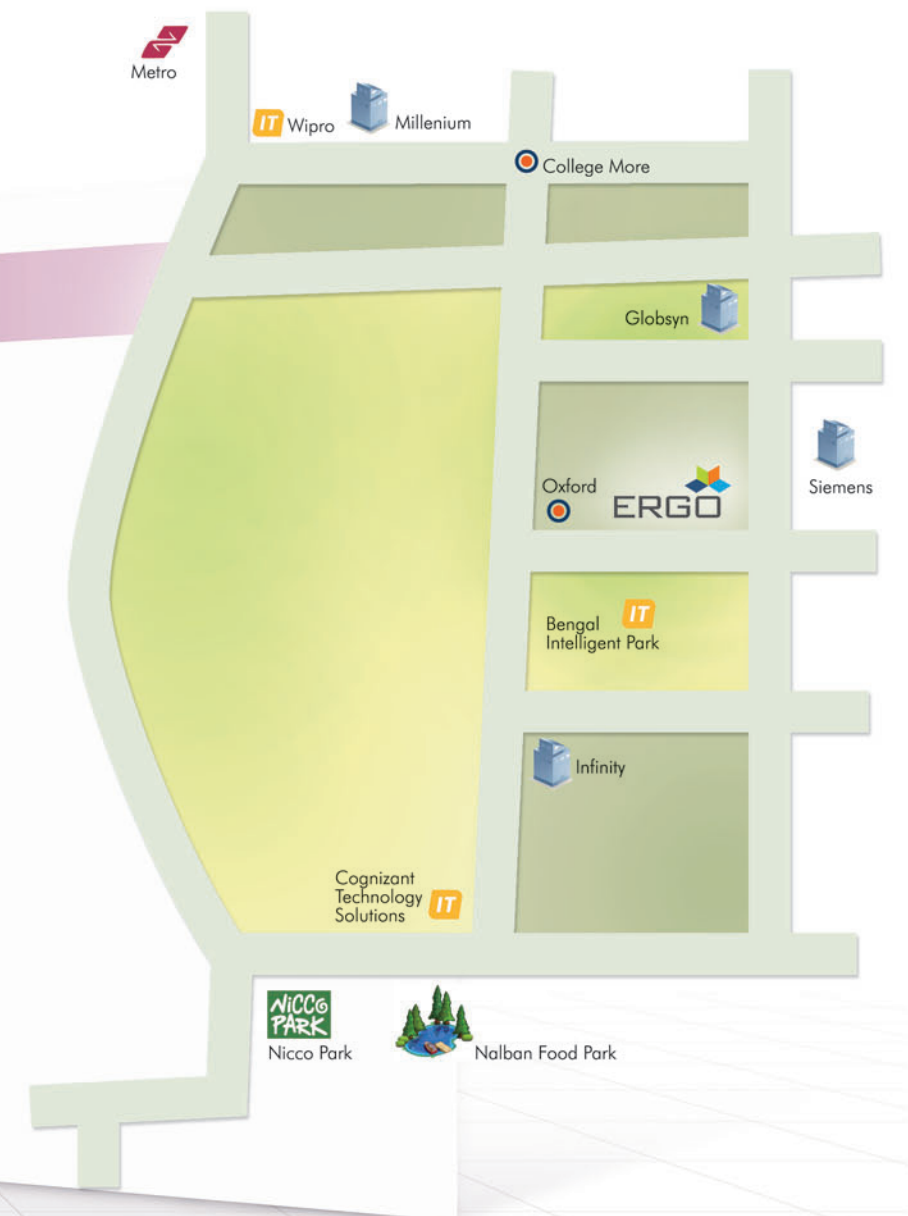 Metro
IT Wipro
Millenium
College More
Globsyn
Oxford
ERGO
Siemens
Bengal IT
Intelligent Park
Infinity
Cognizant
Technology
Solutions
IT
NICCO
PARK
Nicco Park
Nalban Food Park